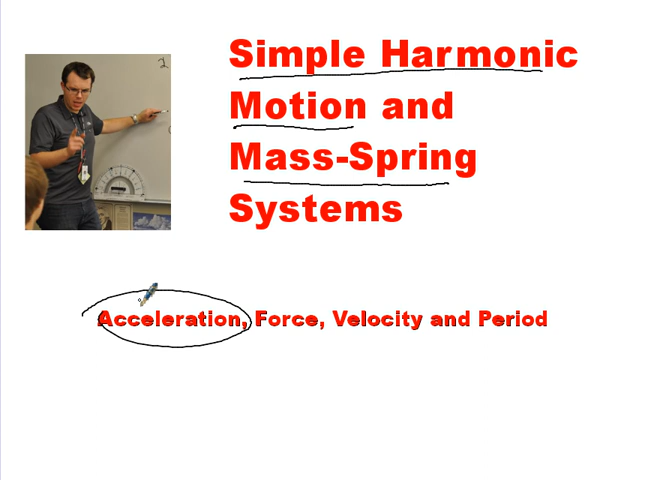 Simple Harmonic
Motion and
Mass-Spring
Systems
Acceleration, Force, Velocity and Period